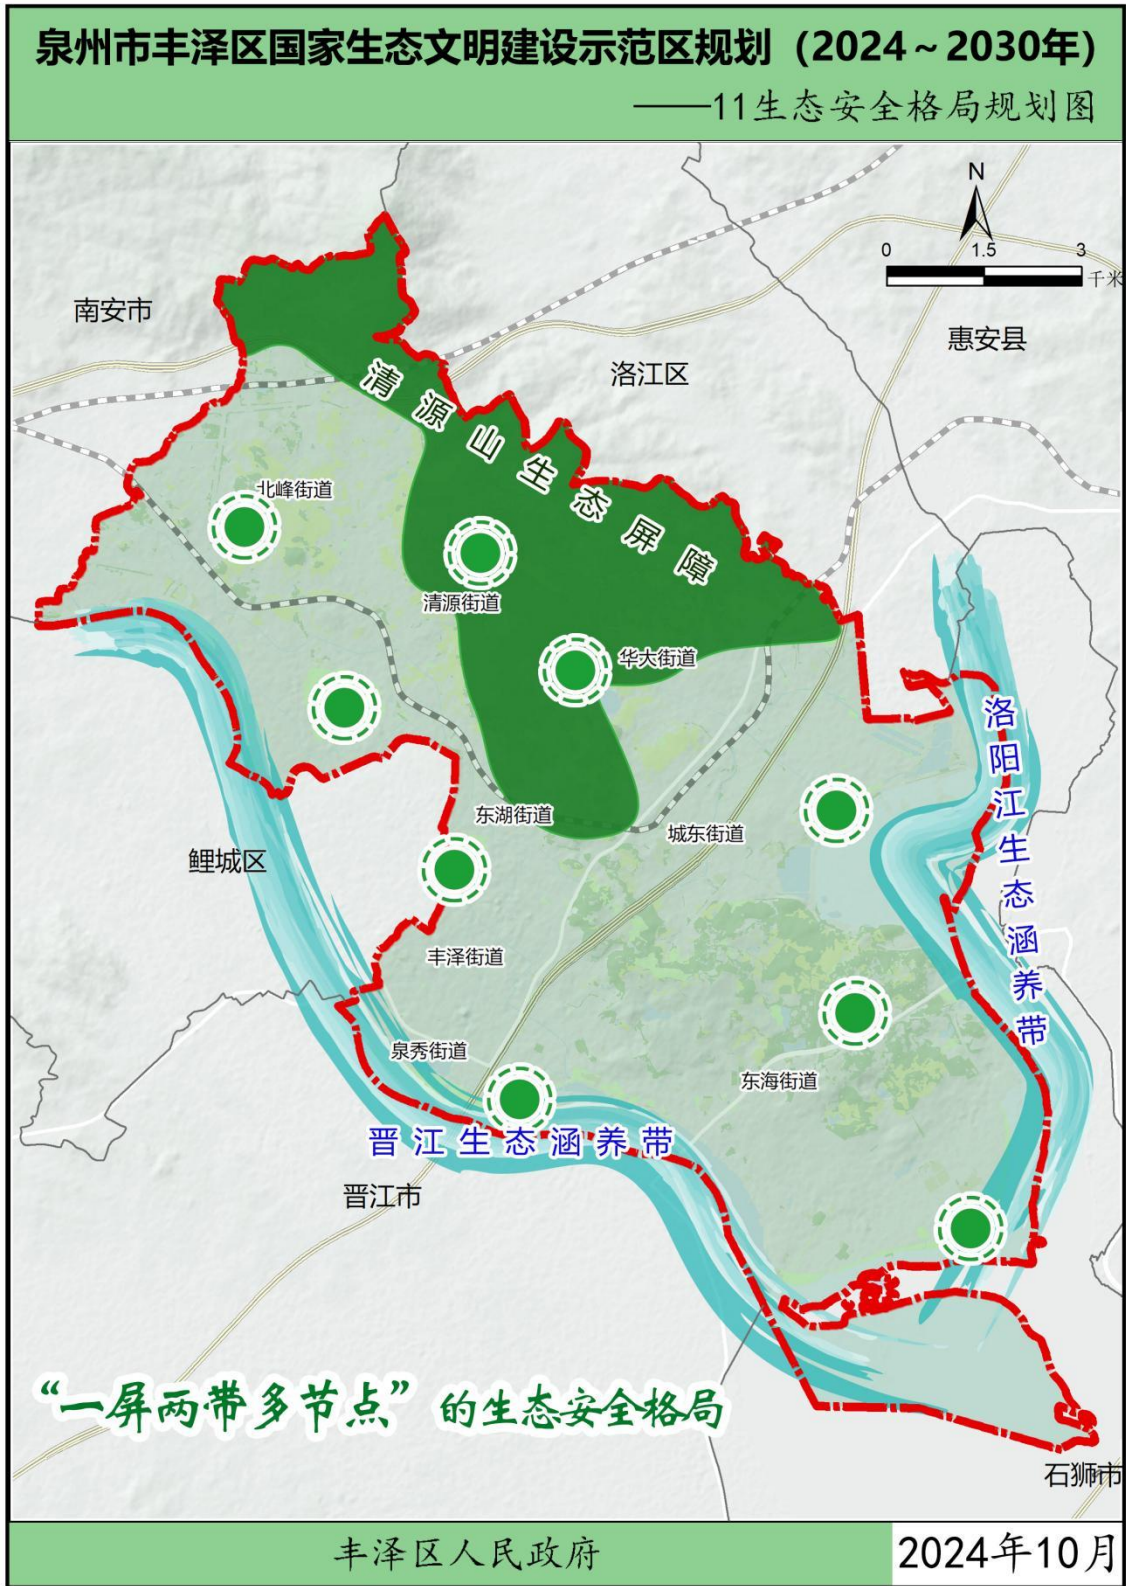 泉州市丰泽区国家生态文明建设示范区规划（2024～2030年）
——11生态安全格局规划图
N
0 1.5 3
千米
南安市
惠安县
洛江区
清源山生态屏障
北峰街道
清源街道
华大街道
洛阳江生态涵养带
东湖街道
城东街道
鲤城区
丰泽街道
泉秀街道
东海街道
晋江生态涵养带
晋江市
“一屏两带多节点”的生态安全格局
石狮市
丰泽区人民政府
2024年10月